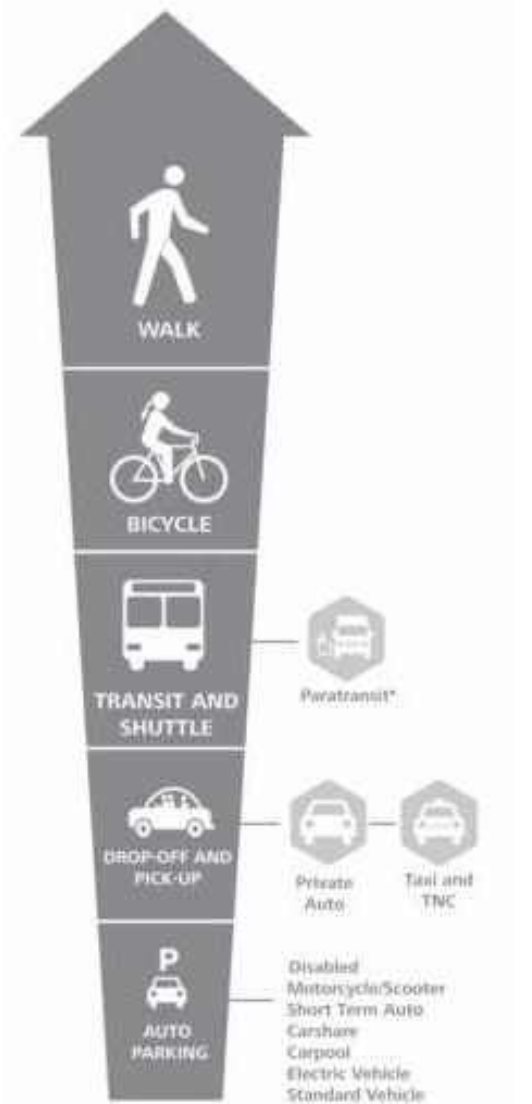 WALK
BICYCLE
TRANSIT AND
SHUTTLE
Paratransit*
DROP-OFF AND
PICK-UP
Private
Auto
Taxi and
TNC
P
AUTO
PARKING
Disabled
Motorcycle/Scooter
Short Term Auto
Carshare
Carpool
Electric Vehicle
Standard Vehicle